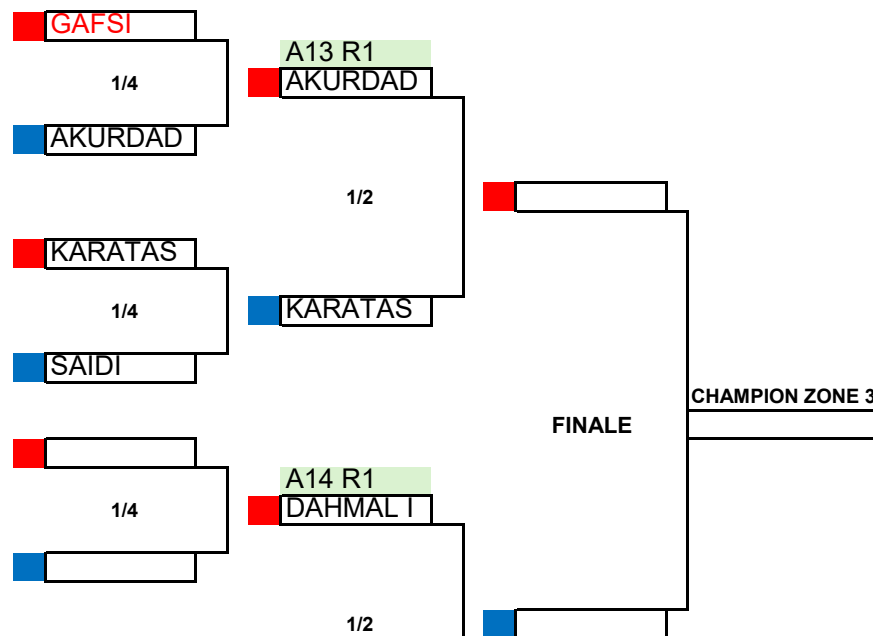 GAFSI
1/4
AKURDAD
A13 R1
AKURDAD
1/2
KARATAS
KARATAS
1/4
SAIDI
1/4
A14 R1
DAHMAL I
1/2
FINALE
CHAMPION ZONE 3